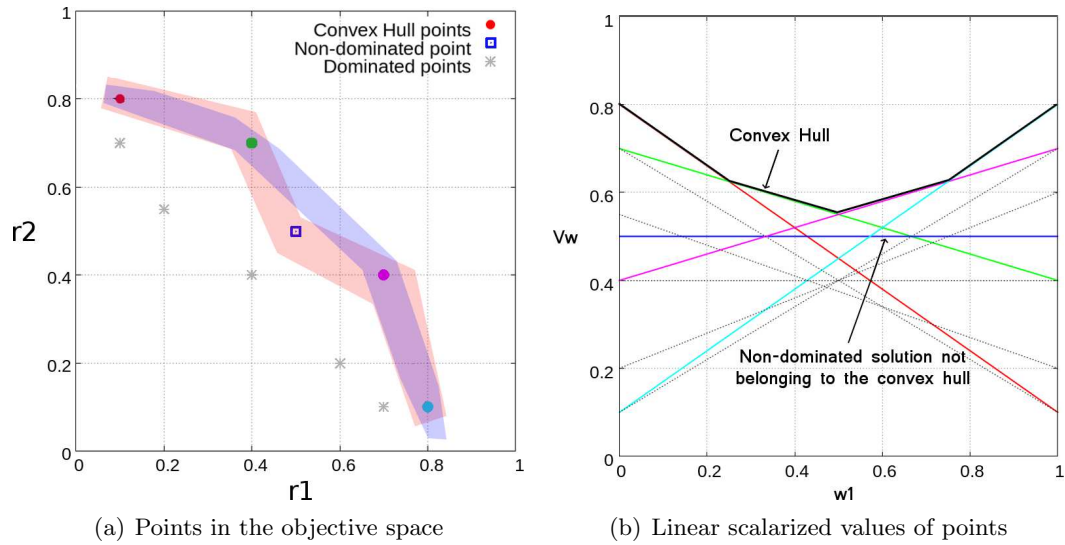 1
0.8
0.6
0.4
0.2
0
0
0.2
0.4
0.6
0.8
1
r2
r1
Convex Hull points
Non-dominated point
Dominated points
(a) Points in the objective space
1
0.8
0.6
0.4
0.2
0
0
0.2
0.4
0.6
0.8
1
Vw
w1
Convex Hull
Non-dominated solution not
belonging to the convex hull
(b) Linear scalarized values of points